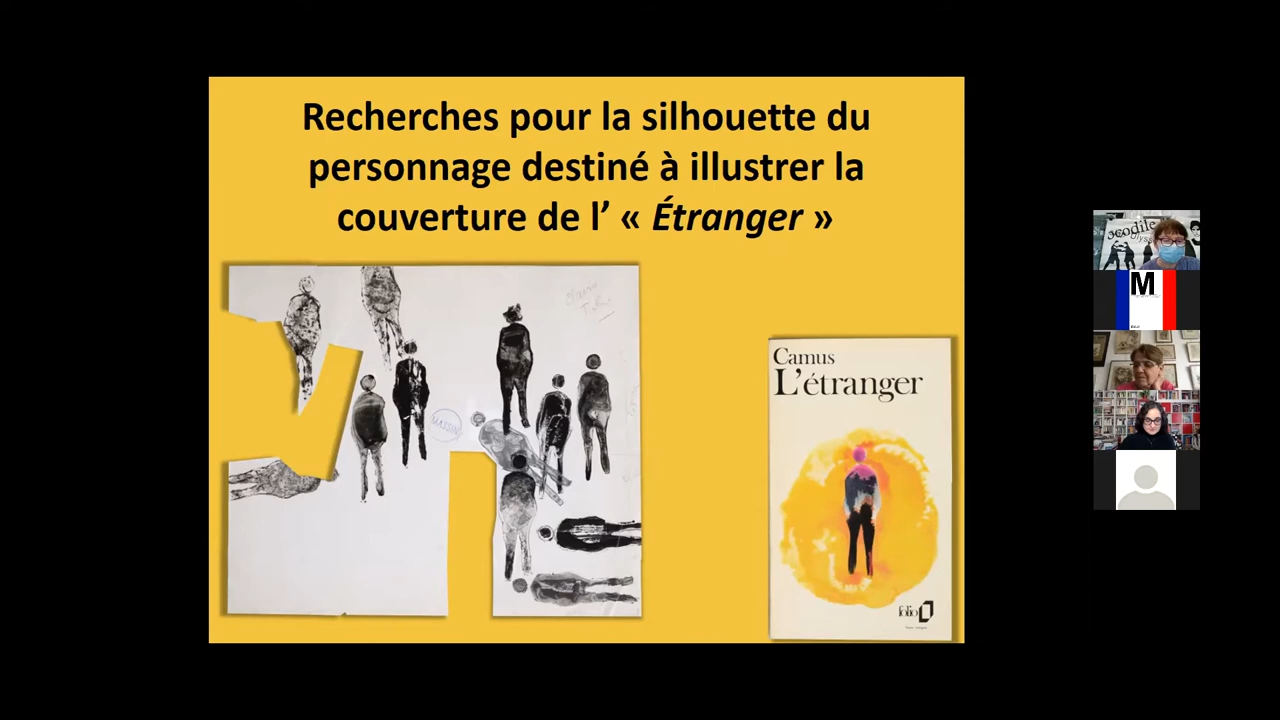 Recherches pour la silhouette du
personnage destiné à illustrer la
couverture de l’ « Étranger »
Camus
L’étranger
folio
M